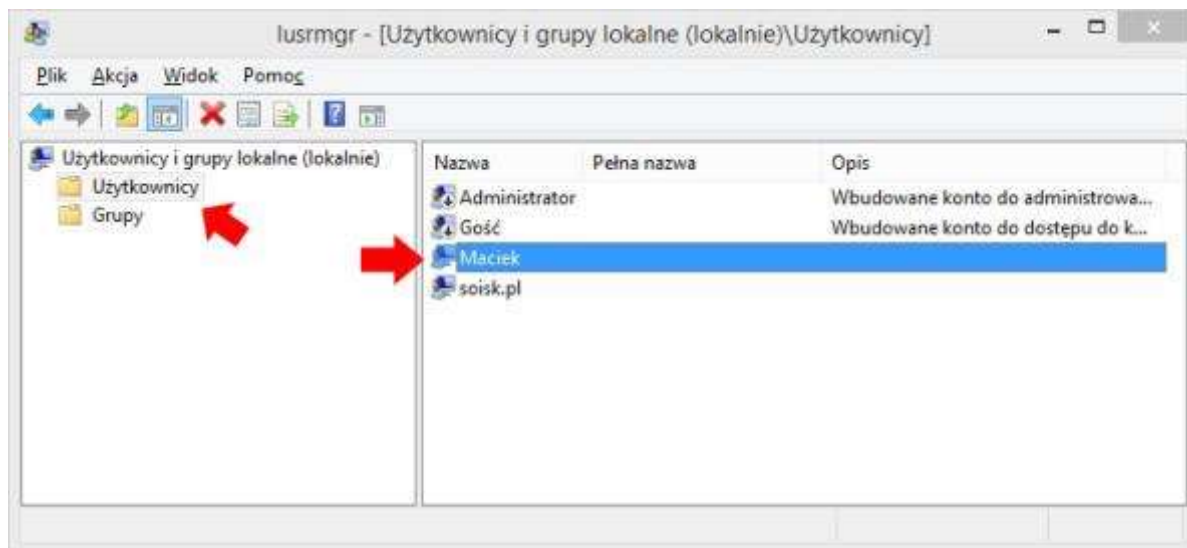 lusrmgr - [Użytkownicy i grupy lokalne (lokalnie)\Użytkownicy]
Plik Akcja Widok Pomoc
Użytkownicy i grupy lokalne (lokalnie)
Użytkownicy
Grupy
Nazwa Pełna nazwa Opis
Administrator Wbudowane konto do administrowa...
Gość Wbudowane konto do dostępu do k...
Maciek
soisk.pl